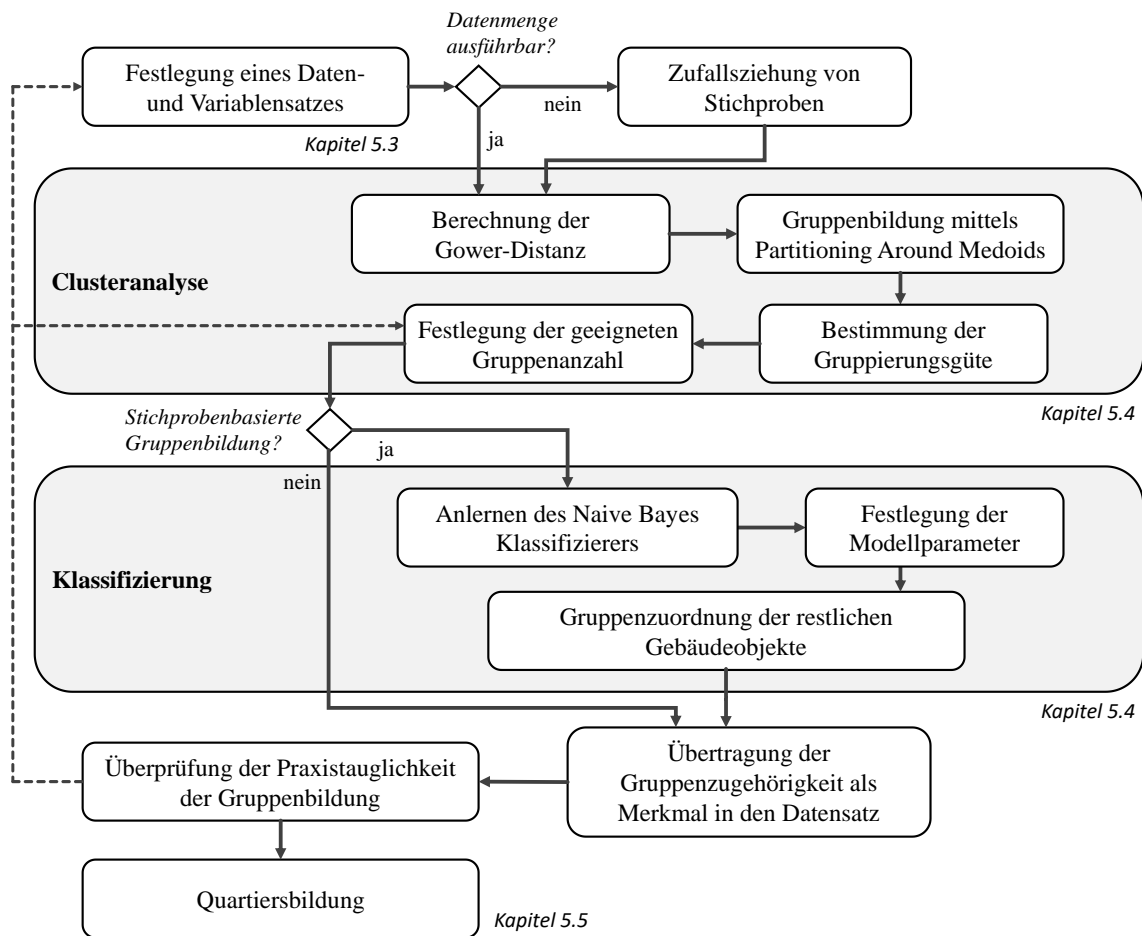 Datenmenge
ausführbar?
Festlegung eines Daten-
und Variablensatzes
nein
Zufallsziehung von
Stichproben
Kapitel 5.3
ja
Berechnung der
Gower-Distanz
Gruppenbildung mittels
Partitioning Around Medoids
Clusteranalyse
Festlegung der geeigneten
Gruppenanzahl
Bestimmung der
Gruppierungsgüte
Kapitel 5.4
Stichprobenbasierte
Gruppenbildung?
ja
nein
Anlernen des Naive Bayes
Klassifizierers
Festlegung der
Modellparameter
Klassifizierung
Gruppenzuordnung der restlichen
Gebäudeobjekte
Kapitel 5.4
Überprüfung der Praxistauglichkeit
der Gruppenbildung
Übertragung der
Gruppenzugehörigkeit als
Merkmal in den Datensatz
Quartiersbildung
Kapitel 5.5